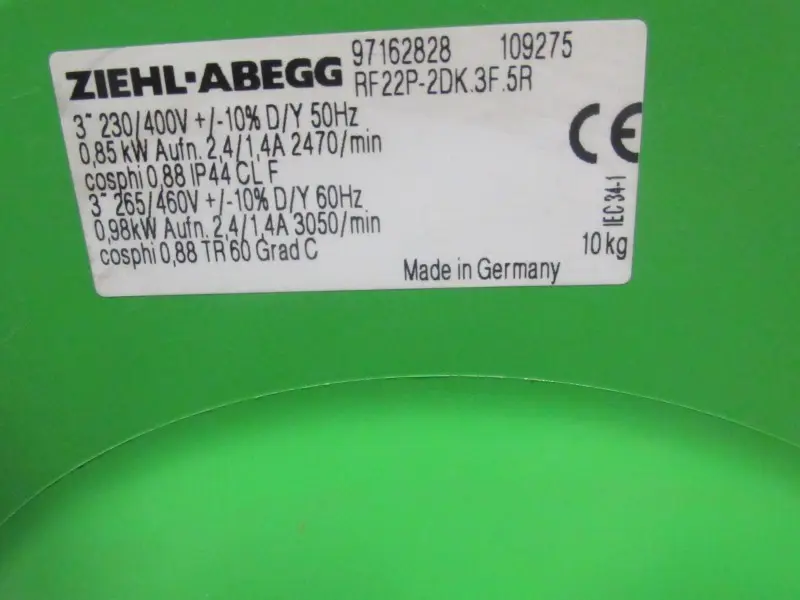 ZIEHL-ABEGG 97162828 109275
RF22P-2DK.3F.5R
3~ 230/400V +/-10% D/Y 50Hz
0,85 kW Aufn. 2,4/1,4A 2470/min
cosphi 0,88 IP44 CL F
3~ 265/460V +/-10% D/Y 60Hz
0,98kW Aufn. 2,4/1,4A 3050/min
cosphi 0,88 TR 60 Grad C
CE
IEC 34-1
10 kg
Made in Germany